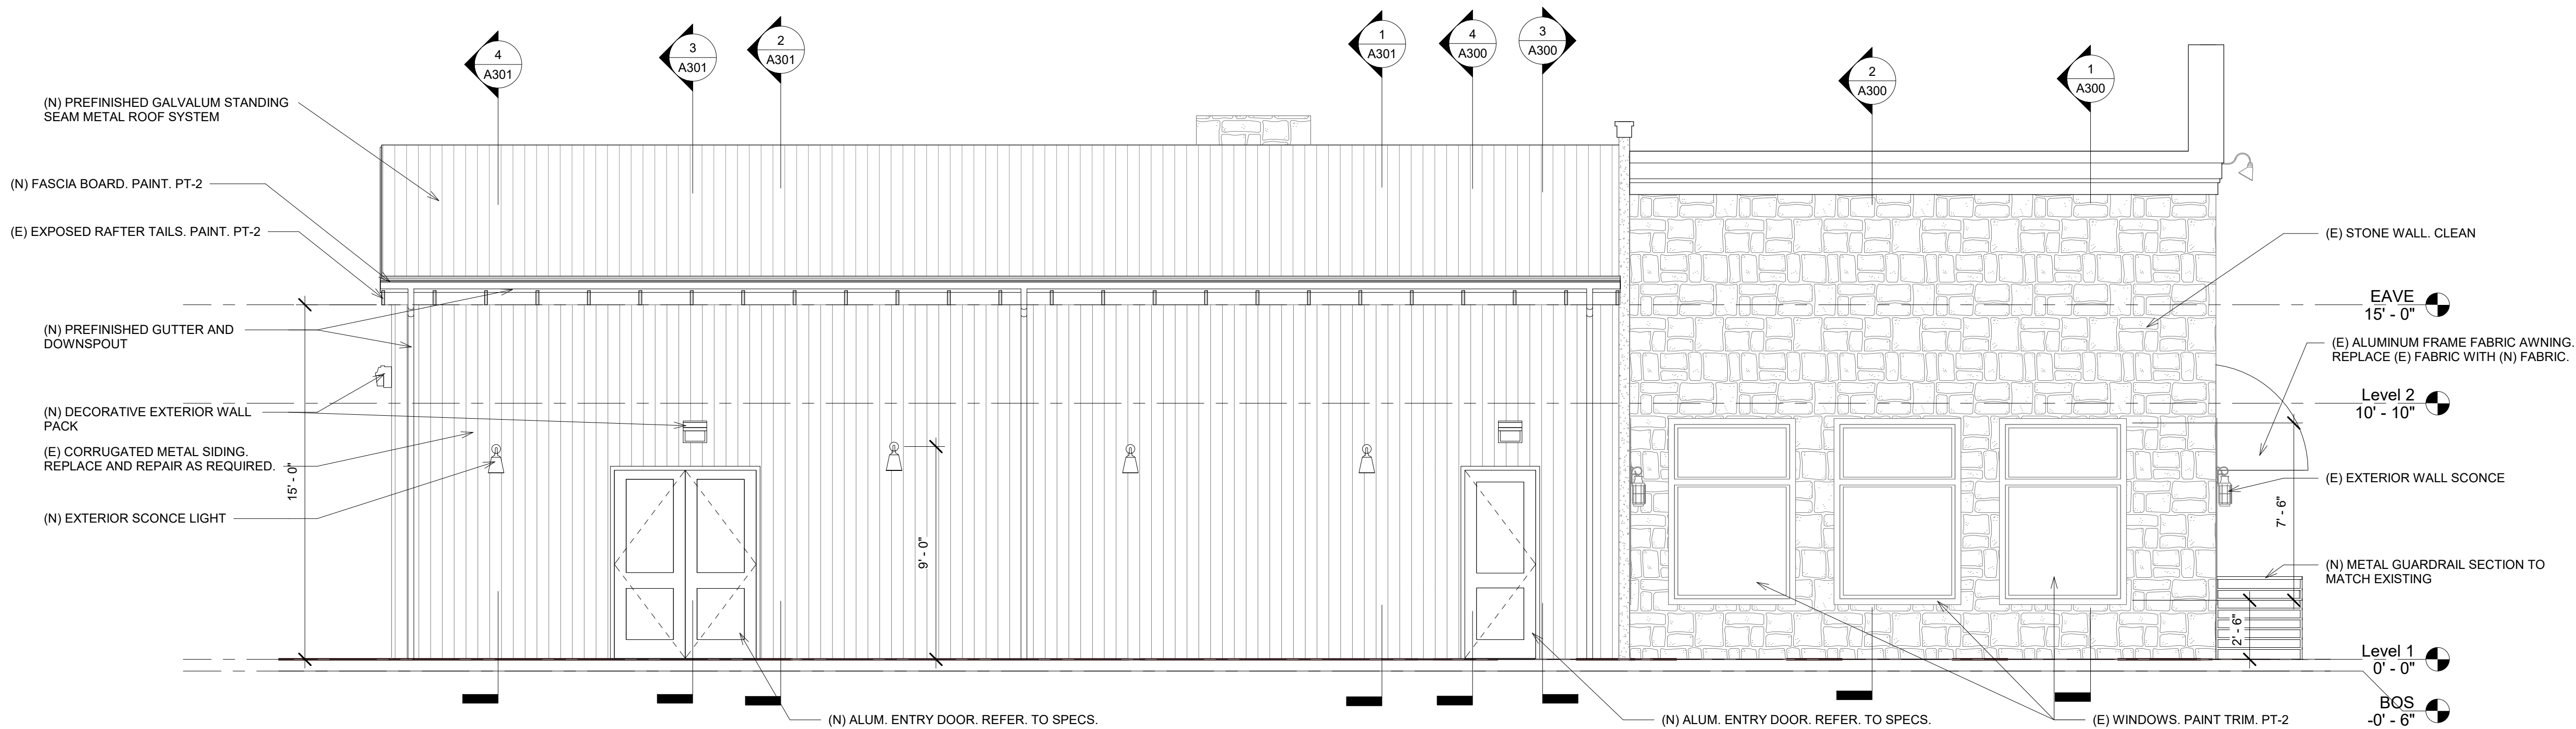 4
A301
3
A301
2
A301
1
A301
4
A300
3
A300
2
A300
1
A300
(N) PREFINISHED GALVALUM STANDING
SEAM METAL ROOF SYSTEM
(N) FASCIA BOARD. PAINT. PT-2
(E) EXPOSED RAFTER TAILS. PAINT. PT-2
(N) PREFINISHED GUTTER AND
DOWNSPOUT
(N) DECORATIVE EXTERIOR WALL
PACK
(E) CORRUGATED METAL SIDING.
REPLACE AND REPAIR AS REQUIRED.
(N) EXTERIOR SCONCE LIGHT
15' - 0"
9' - 0"
(N) ALUM. ENTRY DOOR. REFER. TO SPECS.
(N) ALUM. ENTRY DOOR. REFER. TO SPECS.
(E) WINDOWS. PAINT TRIM. PT-2
(E) STONE WALL. CLEAN
EAVE
15' - 0"
(E) ALUMINUM FRAME FABRIC AWNING.
REPLACE (E) FABRIC WITH (N) FABRIC.
Level 2
10' - 10"
(E) EXTERIOR WALL SCONCE
7' - 6"
(N) METAL GUARDRAIL SECTION TO
MATCH EXISTING
2' - 6"
Level 1
0' - 0"
BOS
-0' - 6"